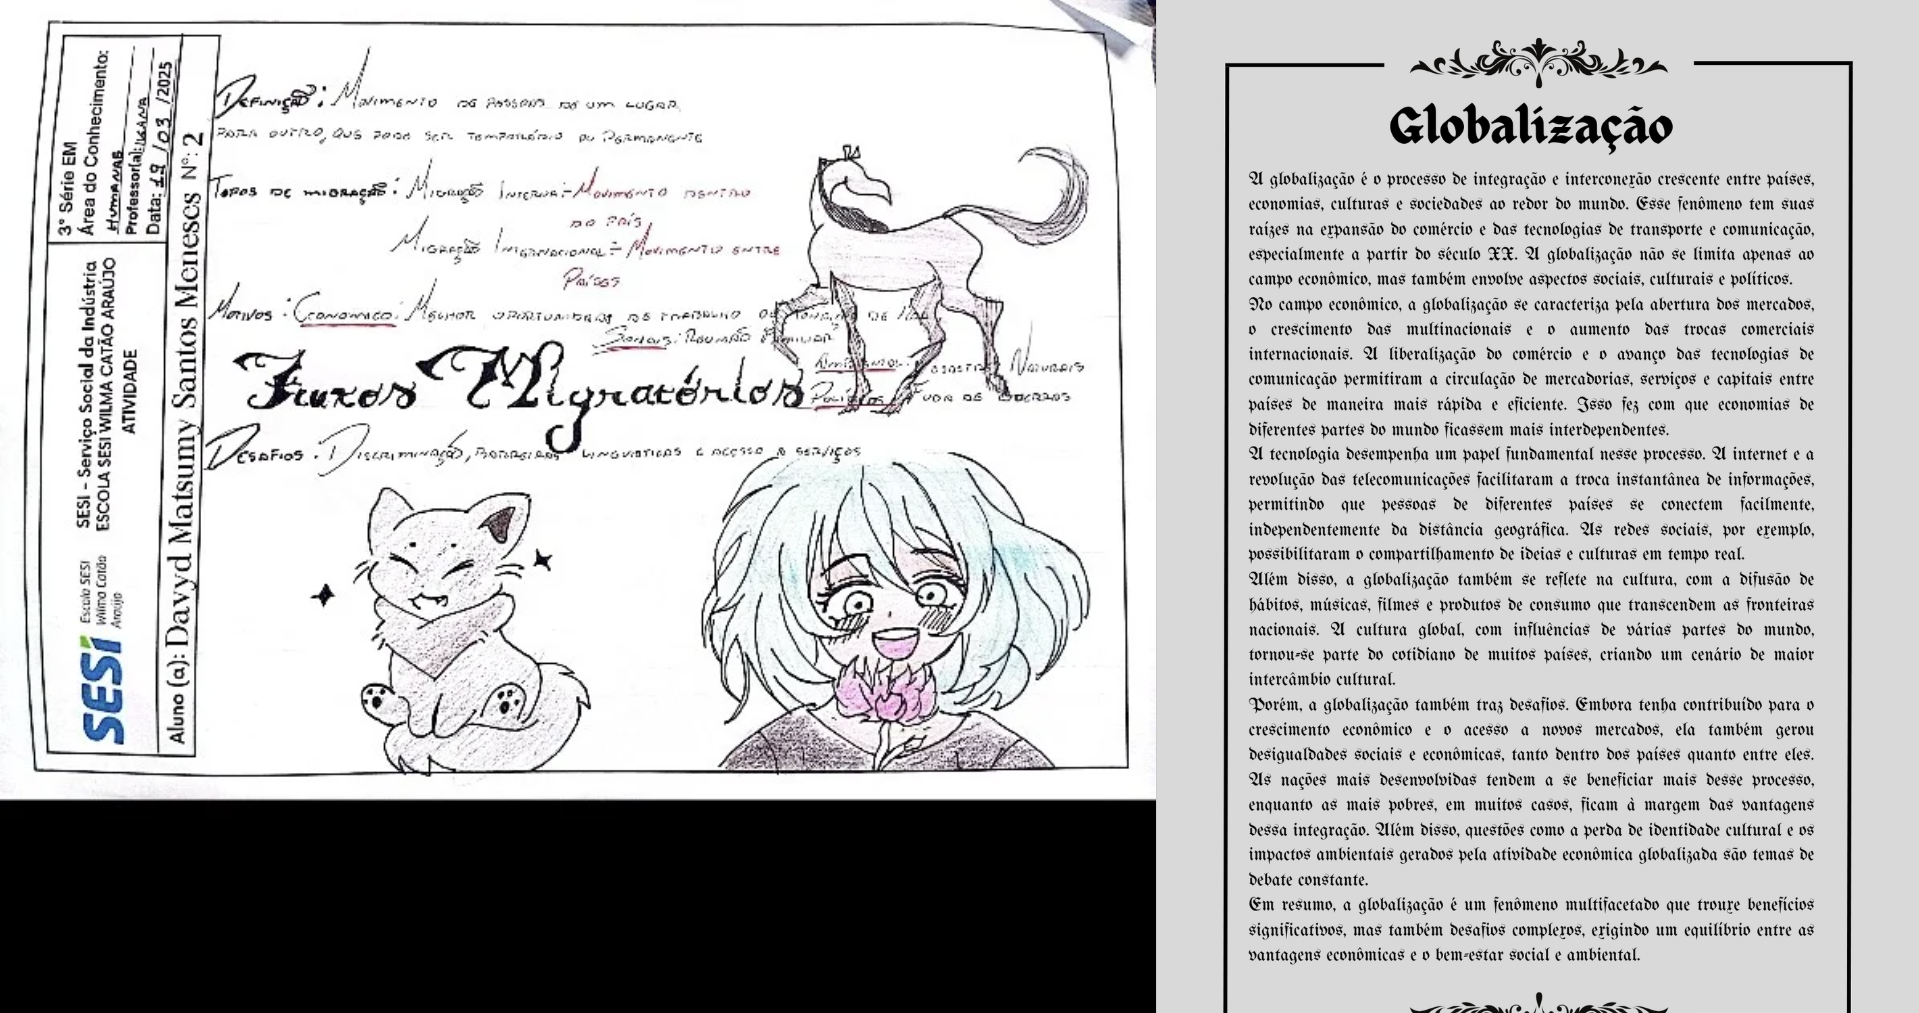 3° Série EM
Área do Conhecimento:
HUMANAS
Professor(a):
Data: 19 /03 /2025
SESI – Serviço Social da Indústria
ESCOLA SESI WILMA CATÃO ARAÚJO
ATIVIDADE
SESI
Escola SESI
Wilma Catão
Araújo
Aluno (a): Davyd Matsumy Santos Meneses N°: 2
Definição: Movimento de pessoas de um lugar
para outro, que pode ser temporário ou permanente
Tipos de migração: Migração Interna:- Movimento dentro
do país
Migração Internacional:- Movimento entre
Países
Motivos: Econômico: Melhor oportunidades de trabalho
Sociais: Reunião Familiar
Ambiental: Desastres Naturais
Políticos: Fuga de Guerras
Fluxos Migratórios
Desafios: Discriminação, barreiras linguisticas e acesso a serviços
Globalização
A globalização é o processo de integração e interconexão crescente entre países,
economias, culturas e sociedades ao redor do mundo. Esse fenômeno tem suas
raízes na expansão do comércio e das tecnologias de transporte e comunicação,
especialmente a partir do século XX. A globalização não se limita apenas ao
campo econômico, mas também envolve aspectos sociais, culturais e políticos.
No campo econômico, a globalização se caracteriza pela abertura dos mercados,
o crescimento das multinacionais e o aumento das trocas comerciais
internacionais. A liberalização do comércio e o avanço das tecnologias de
comunicação permitiram a circulação de mercadorias, serviços e capitais entre
países de maneira mais rápida e eficiente. Isso fez com que economias de
diferentes partes do mundo ficassem mais interdependentes.
A tecnologia desempenha um papel fundamental nesse processo. A internet e a
revolução das telecomunicações facilitaram a troca instantânea de informações,
permitindo que pessoas de diferentes países se conectem facilmente,
independentemente da distância geográfica. As redes sociais, por exemplo,
possibilitaram o compartilhamento de ideias e culturas em tempo real.
Além disso, a globalização também se reflete na cultura, com a difusão de
hábitos, músicas, filmes e produtos de consumo que transcendem as fronteiras
nacionais. A cultura global, com influências de várias partes do mundo,
tornou-se parte do cotidiano de muitos países, criando um cenário de maior
intercâmbio cultural.
Porém, a globalização também traz desafios. Embora tenha contribuído para o
crescimento econômico e o acesso a novos mercados, ela também gerou
desigualdades sociais e econômicas, tanto dentro dos países quanto entre eles.
As nações mais desenvolvidas tendem a se beneficiar mais desse processo,
enquanto as mais pobres, em muitos casos, ficam à margem das vantagens
dessa integração. Além disso, questões como a perda de identidade cultural e os
impactos ambientais gerados pela atividade econômica globalizada são temas de
debate constante.
Em resumo, a globalização é um fenômeno multifacetado que trouxe benefícios
significativos, mas também desafios complexos, exigindo um equilíbrio entre as
vantagens econômicas e o bem-estar social e ambiental.